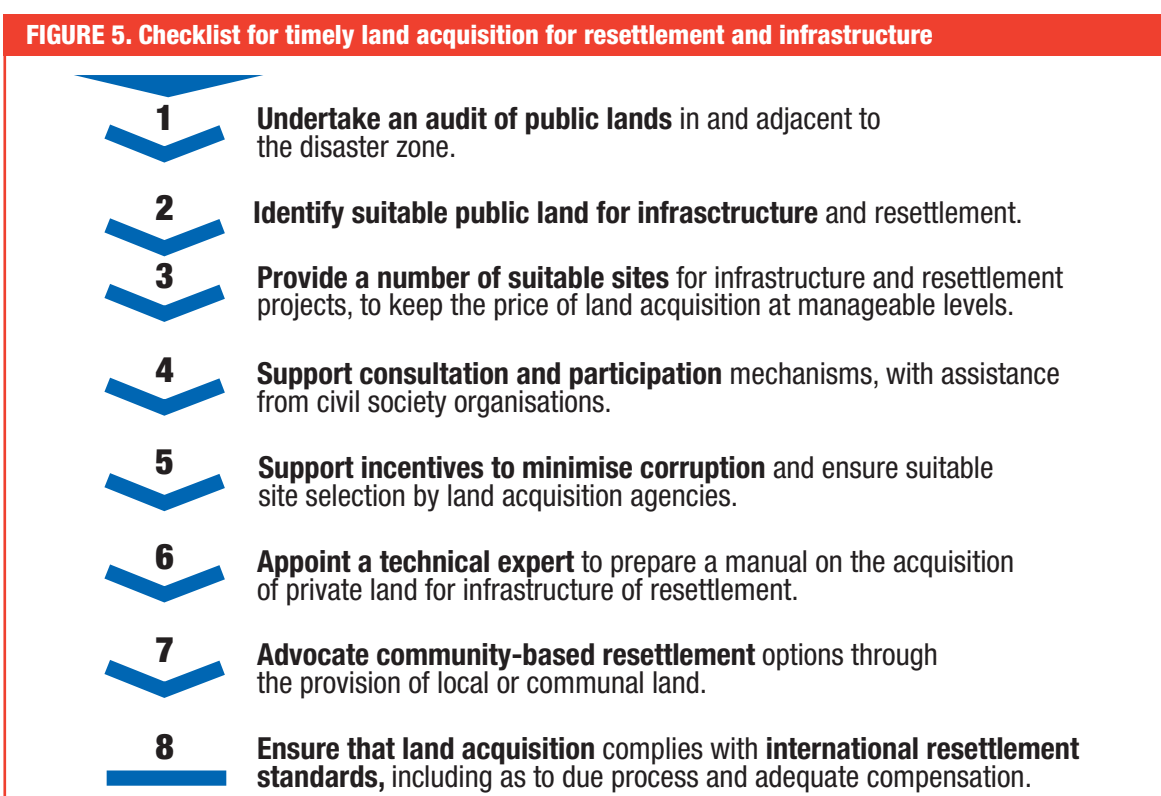 FIGURE 5. Checklist for timely land acquisition for resettlement and infrastructure
1
Undertake an audit of public lands in and adjacent to
the disaster zone.
2
Identify suitable public land for infrasctructure and resettlement.
3
Provide a number of suitable sites for infrastructure and resettlement
projects, to keep the price of land acquisition at manageable levels.
4
Support consultation and participation mechanisms, with assistance
from civil society organisations.
5
Support incentives to minimise corruption and ensure suitable
site selection by land acquisition agencies.
6
Appoint a technical expert to prepare a manual on the acquisition
of private land for infrastructure of resettlement.
7
Advocate community-based resettlement options through
the provision of local or communal land.
8
Ensure that land acquisition complies with international resettlement
standards, including as to due process and adequate compensation.